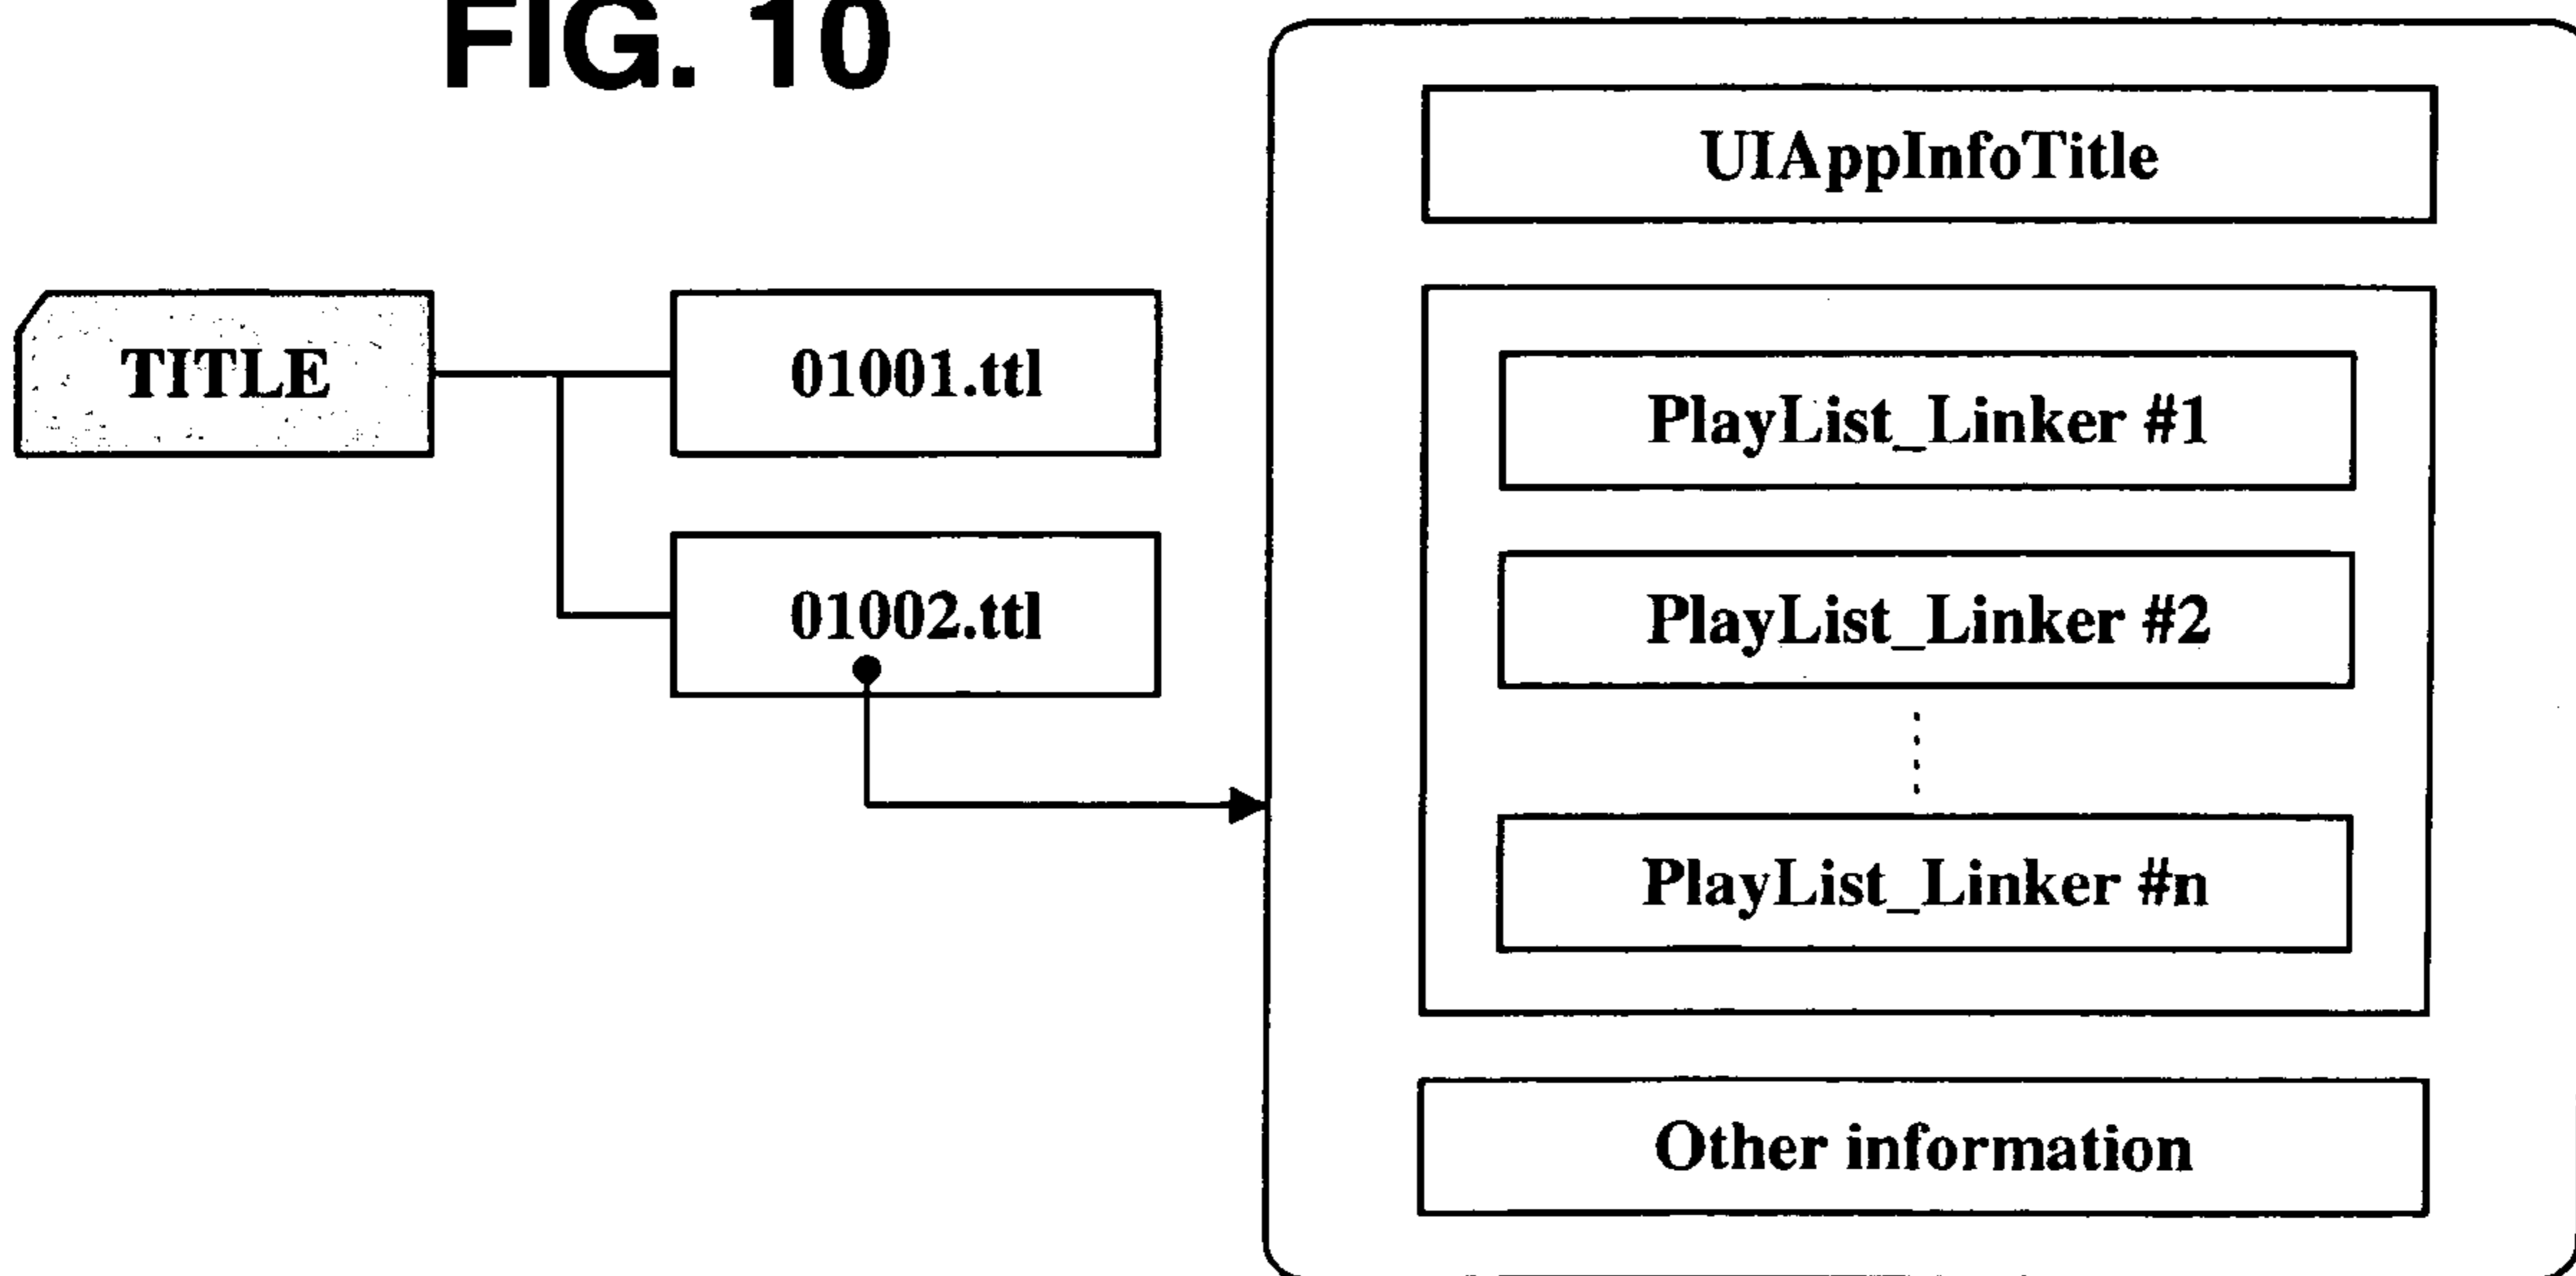 FIG. 10
UIAppInfoTitle
TITLE
01001.ttl
01002.ttl
PlayList_Linker #1
PlayList_Linker #2
PlayList_Linker #n
Other information